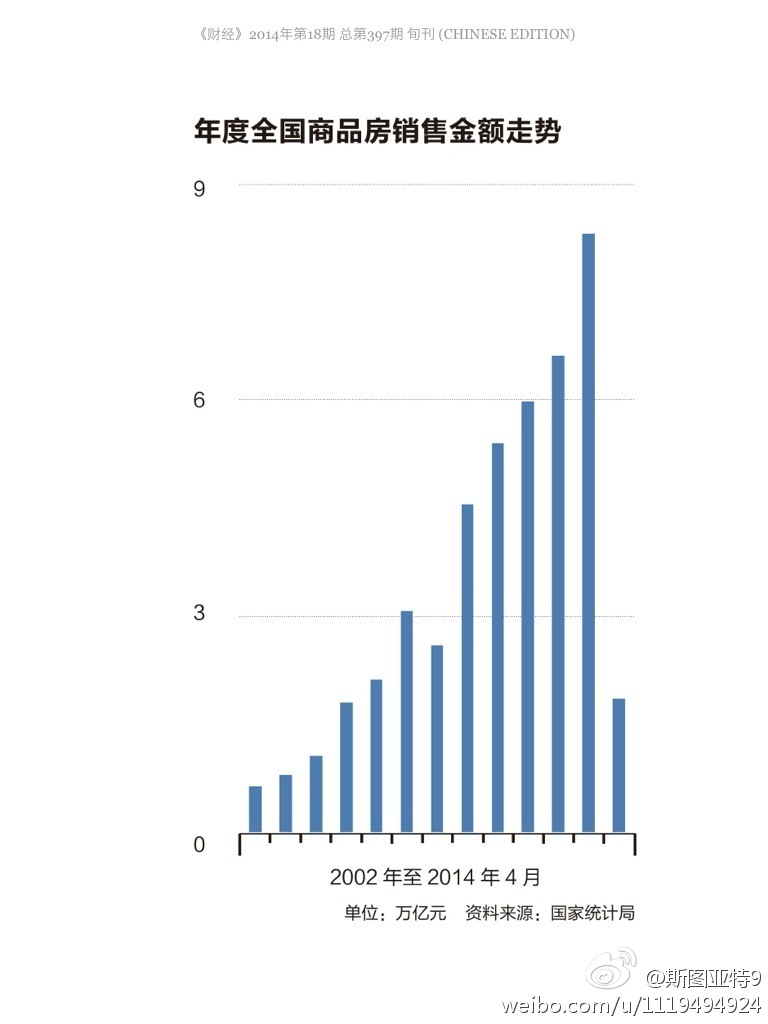 《财经》2014年第18期 总第397期 旬刊 (CHINESE EDITION)
年度全国商品房销售金额走势
9
6
3
0
2002 年至 2014 年 4 月
单位：万亿元 资料来源：国家统计局
@斯图亚特9
weibo.com/u/1119494924